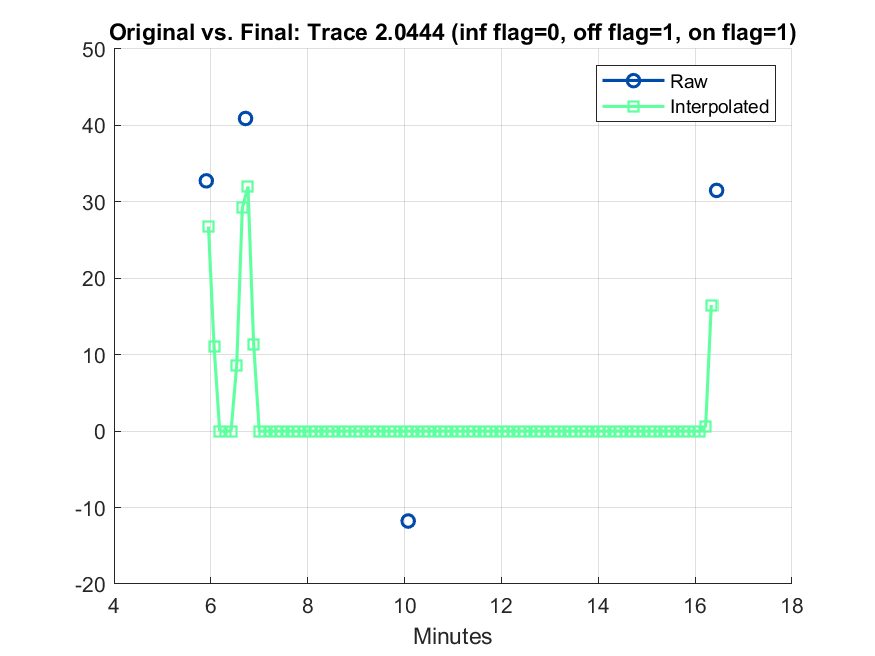 Original vs. Final: Trace 2.0444 (inf flag=0, off flag=1, on flag=1)
50
40
30
20
10
0
-10
-20
Raw
Interpolated
4 6 8 10 12 14 16 18
Minutes